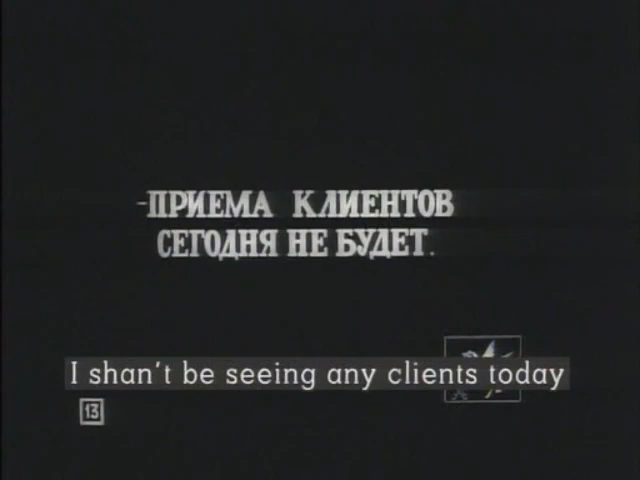 -ПРИЕМА КЛИЕНТОВ
СЕГОДНЯ НЕ БУДЕТ.
I shan't be seeing any clients today
13